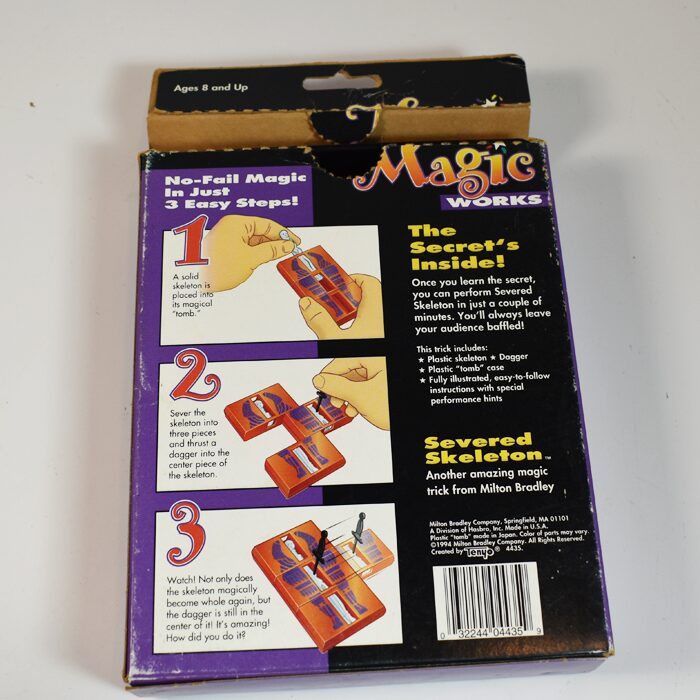 Ages 8 and Up
Magic
WORKS
No-Fail Magic
In Just
3 Easy Steps!
1
A solid
skeleton is
placed into
its magical
"tomb."
2
Sever the
skeleton into
three pieces
and thrust a
dagger into the
center piece of
the skeleton.
3
Watch! Not only does
the skeleton magically
become whole again, but
the dagger is still in the
center of it! It's amazing!
How did you do it?
The
Secret's
Inside!
Once you learn the secret,
you can perform Severed
Skeleton in just a couple of
minutes. You'll always leave
your audience baffled!
This trick includes:
★ Plastic skeleton ★ Dagger
★ Plastic "tomb" case
★ Fully illustrated, easy-to-follow
instructions with special
performance hints
Severed
Skeleton™
Another amazing magic
trick from Milton Bradley
Milton Bradley Company, Springfield, MA 01101
A Division of Hasbro, Inc. Made in U.S.A.
Plastic "tomb" made in Japan. Color of parts may vary.
©1994 Milton Bradley Company. All Rights Reserved.
Created by Tenyo® 4435.
0 32244 04435 9